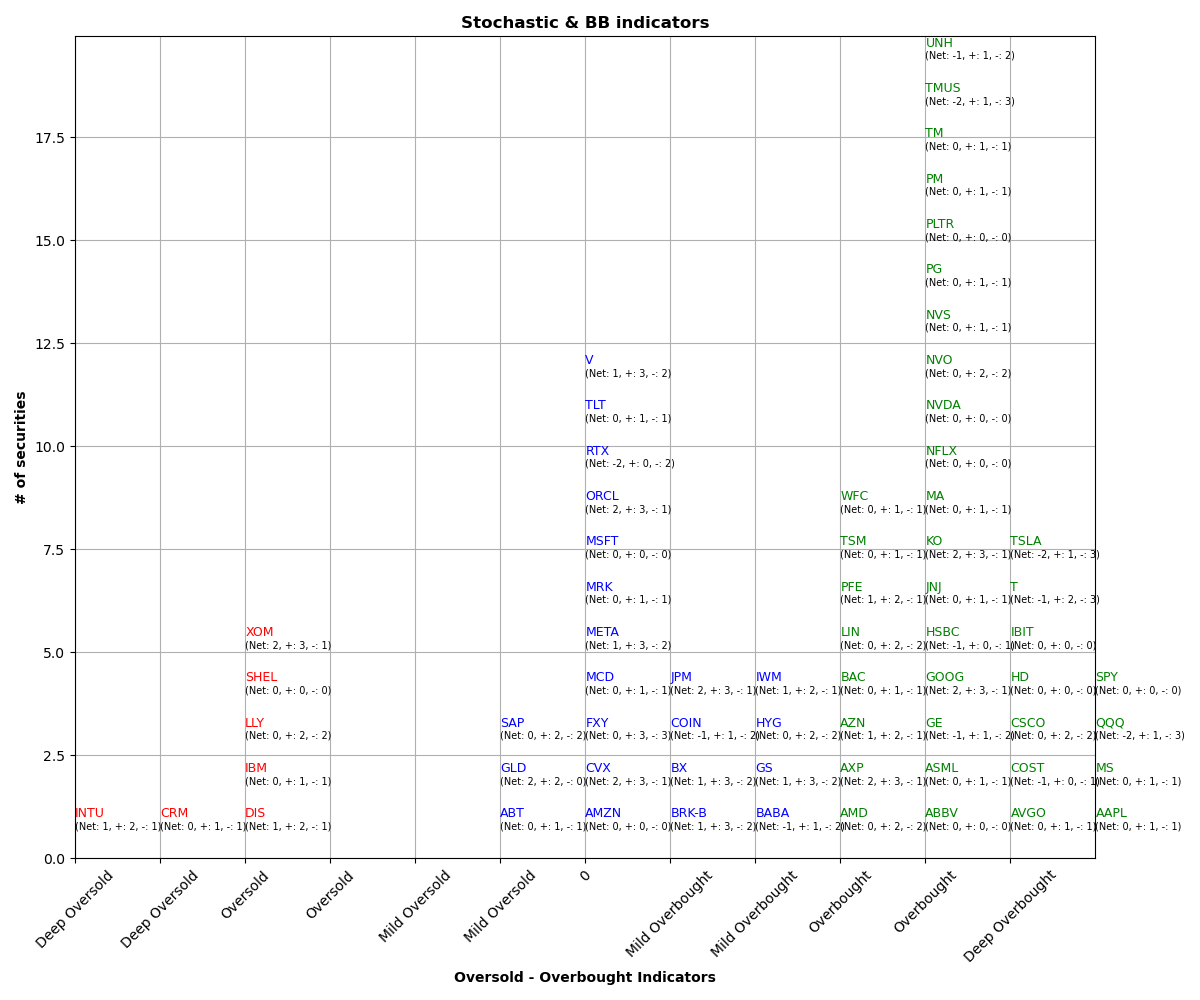 Stochastic & BB indicators
UNH
(Net: -1, +: 1, -: 2)
TMUS
(Net: -2, +: 1, -: 3)
17.5 TM
(Net: 0, +: 1, -: 1)
PM
(Net: 0, +: 1, -: 1)
PLTR
15.0 (Net: 0, +: 0, -: 0)
PG
(Net: 0, +: 1, -: 1)
NVS
(Net: 0, +: 1, -: 1)
12.5
V NVO
(Net: 1, +: 3, -: 2) (Net: 0, +: 2, -: 2)
TLT NVDA
(Net: 0, +: 1, -: 1) (Net: 0, +: 0, -: 0)
10.0 RTX NFLX
(Net: -2, +: 0, -: 2) (Net: 0, +: 0, -: 0)
ORCL WFC MA
(Net: 2, +: 3, -: 1) (Net: 0, +: 1, -: 1) (Net: 0, +: 1, -: 1)
MSFT TSM KO TSLA
7.5 (Net: 0, +: 0, -: 0) (Net: 0, +: 1, -: 1) (Net: 2, +: 3, -: 1) (Net: -2, +: 1, -: 3)
MRK PFE JNJ T
(Net: 0, +: 1, -: 1) (Net: 1, +: 2, -: 1) (Net: 0, +: 1, -: 1) (Net: -1, +: 2, -: 3)
XOM META LIN HSBC IBIT
5.0 (Net: 2, +: 3, -: 1) (Net: 1, +: 3, -: 2) (Net: 0, +: 2, -: 2) (Net: -1, +: 0, -: 1) (Net: 0, +: 0, -: 0)
SHEL MCD JPM IWM BAC GOOG HD SPY
(Net: 0, +: 0, -: 0) (Net: 0, +: 1, -: 1) (Net: 2, +: 3, -: 1) (Net: 1, +: 2, -: 1) (Net: 0, +: 1, -: 1) (Net: 2, +: 3, -: 1) (Net: 0, +: 0, -: 0) (Net: 0, +: 0, -: 0)
LLY SAP FXY COIN HYG AZN GE CSCO QQQ
(Net: 0, +: 2, -: 2) (Net: 0, +: 2, -: 2) (Net: 0, +: 3, -: 3) (Net: -1, +: 1, -: 2) (Net: 0, +: 2, -: 2) (Net: 1, +: 2, -: 1) (Net: -1, +: 1, -: 2) (Net: 0, +: 2, -: 2) (Net: -2, +: 1, -: 3)
2.5
IBM GLD CVX BX GS AXP ASML COST MS
(Net: 0, +: 1, -: 1) (Net: 2, +: 2, -: 0) (Net: 2, +: 3, -: 1) (Net: 1, +: 3, -: 2) (Net: 1, +: 3, -: 2) (Net: 2, +: 3, -: 1) (Net: 0, +: 1, -: 1) (Net: -1, +: 0, -: 1) (Net: 0, +: 1, -: 1)
INTU CRM DIS ABT AMZN BRK-B BABA AMD ABBV AVGO AAPL
(Net: 1, +: 2, -: 1) (Net: 0, +: 1, -: 1) (Net: 1, +: 2, -: 1) (Net: 0, +: 1, -: 1) (Net: 0, +: 0, -: 0) (Net: 1, +: 3, -: 2) (Net: -1, +: 1, -: 2) (Net: 0, +: 2, -: 2) (Net: 0, +: 0, -: 0) (Net: 0, +: 1, -: 1) (Net: 0, +: 1, -: 1)
0.0
# of securities
Deep Oversold Deep Oversold Oversold Oversold Mild Oversold Mild Oversold 0 Mild Overbought Mild Overbought Overbought Overbought Deep Overbought
Oversold - Overbought Indicators